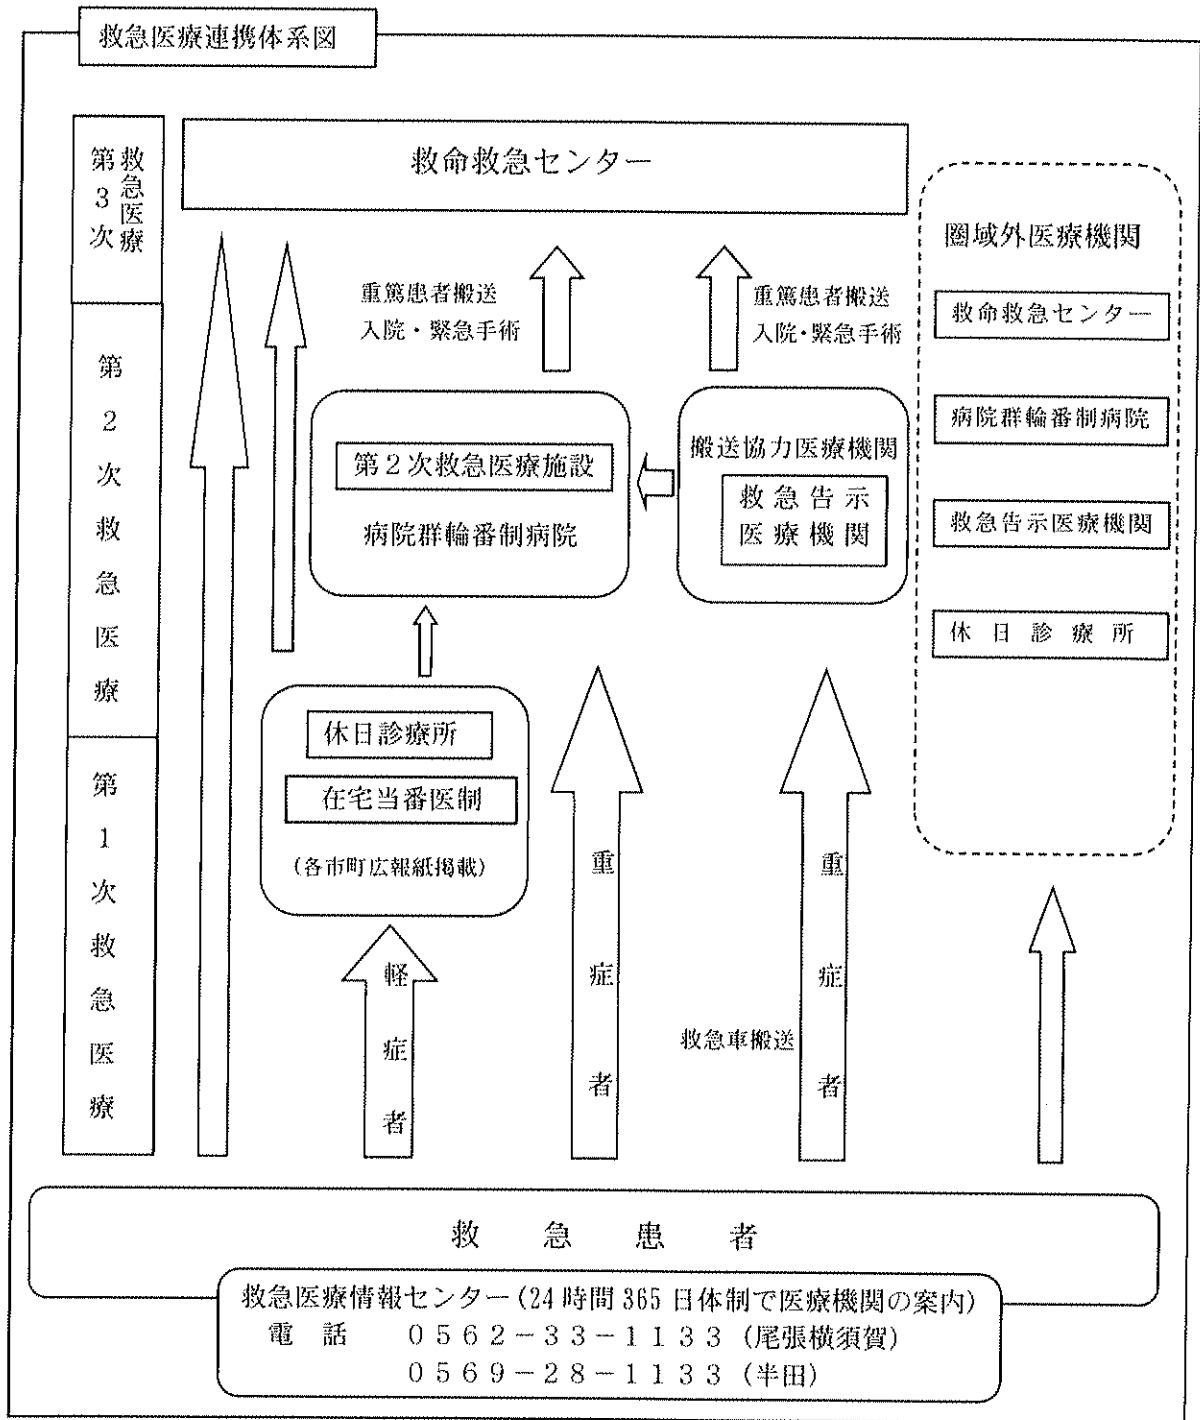 救急医療連携体系図
第3次
救急医療
救命救急センター
圏域外医療機関
救命救急センター
病院群輪番制病院
救急告示医療機関
休日診療所
重篤患者搬送
入院・緊急手術
重篤患者搬送
入院・緊急手術
第2次救急医療
第2次救急医療施設
病院群輪番制病院
搬送協力医療機関
救急告示
医療機関
第1次救急医療
休日診療所
在宅当番医制
(各市町広報紙掲載)
軽症者
重症者
救急車搬送
重症者
救急患者
救急医療情報センター(24時間365日体制で医療機関の案内)
電話 0562-33-1133 (尾張横須賀)
0569-28-1133 (半田)